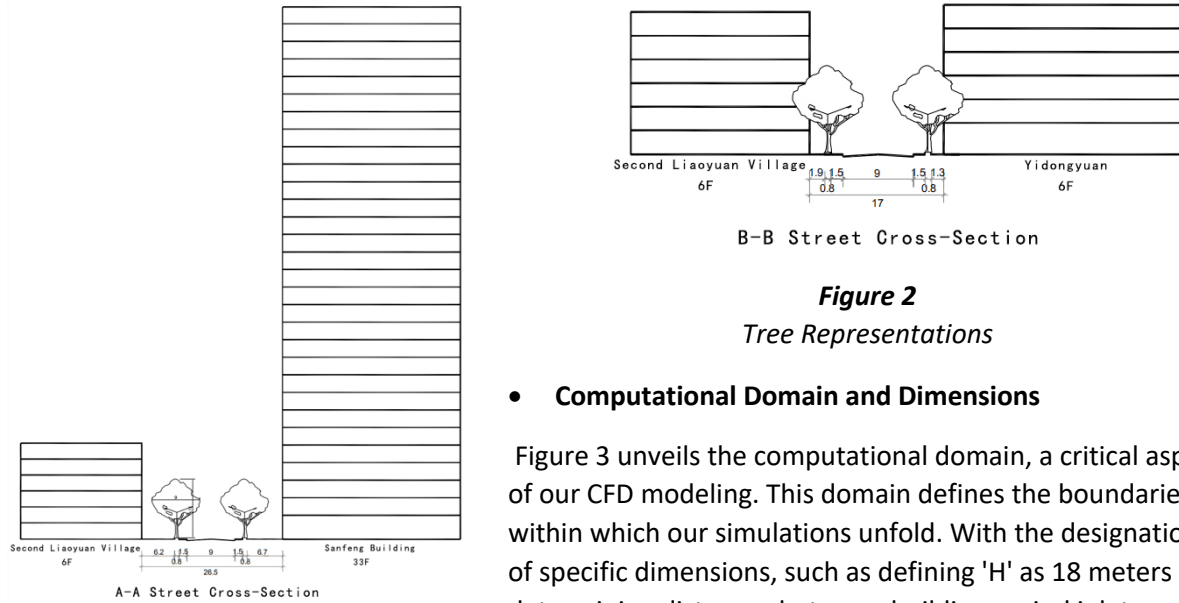 Second Liaoyuan Village
6F
6.2 1.5 9 1.5 6.7
0.8 0.8
26.5
Sanfeng Building
33F
A-A Street Cross-Section
Second Liaoyuan Village
6F
1.9 1.5 9 1.5 1.3
0.8 0.8
17
Yidongyuan
6F
B-B Street Cross-Section
Figure 2
Tree Representations
• Computational Domain and Dimensions
Figure 3 unveils the computational domain, a critical asp
of our CFD modeling. This domain defines the boundarie
within which our simulations unfold. With the designatio
of specific dimensions, such as defining 'H' as 18 meters